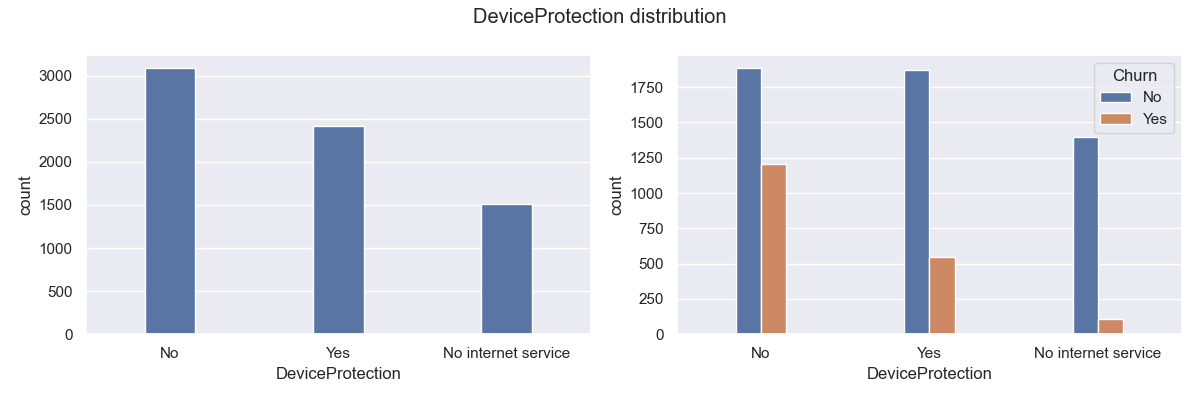 DeviceProtection distribution
count
3000
2500
2000
1500
1000
500
0
No Yes No internet service
DeviceProtection
count
1750
1500
1250
1000
750
500
250
0
Churn
No
Yes
No Yes No internet service
DeviceProtection